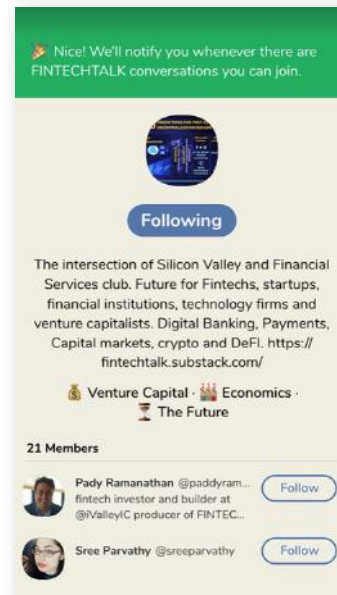 🎉 Nice! We'll notify you whenever there are
FINTECHTALK conversations you can join.
Following
The intersection of Silicon Valley and Financial
Services club. Future for Fintechs, startups,
financial institutions, technology firms and
venture capitalists. Digital Banking, Payments,
Capital markets, crypto and DeFI. https://
fintechtalk.substack.com/
💰 Venture Capital · 🏭 Economics ·
⏳ The Future
21 Members
Pady Ramanathan @paddyram...
fintech investor and builder at
@iValleyIC producer of FINTEC...
Follow
Sree Parvathy @sreeparvathy
Follow